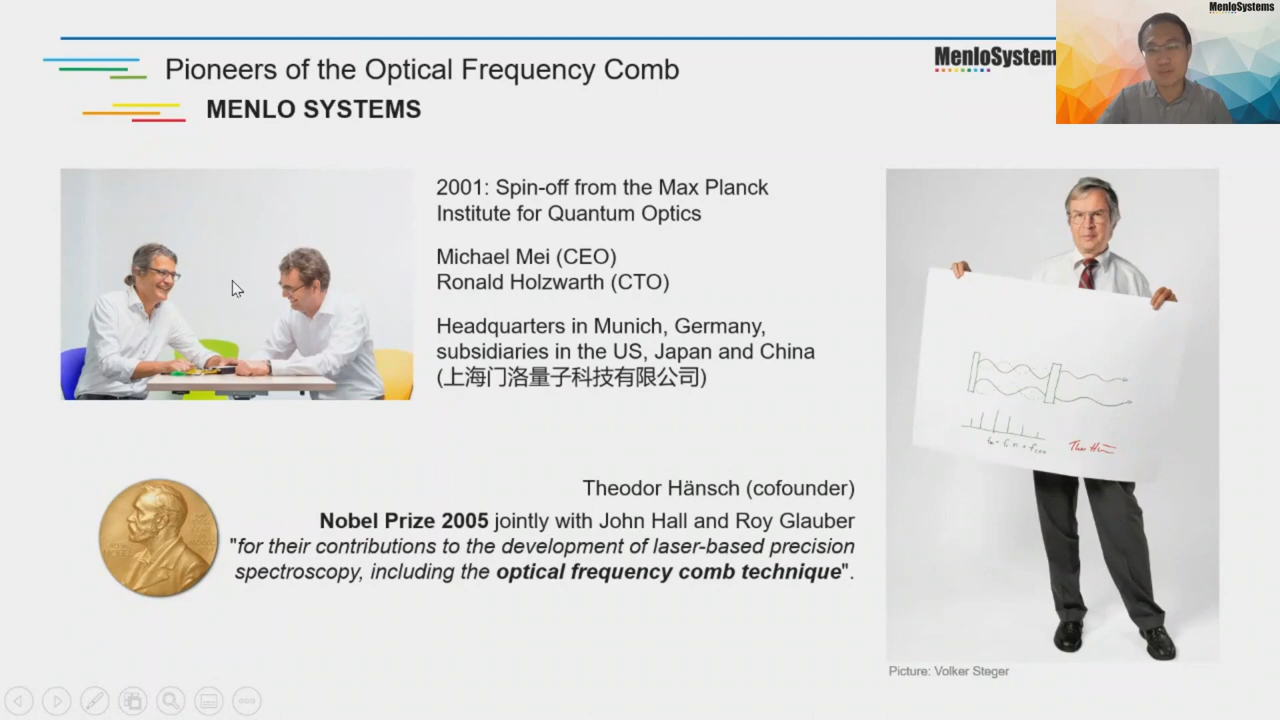 MenloSystems
Pioneers of the Optical Frequency Comb
MENLO SYSTEMS
MenloSystem
2001: Spin-off from the Max Planck
Institute for Quantum Optics
Michael Mei (CEO)
Ronald Holzwarth (CTO)
Headquarters in Munich, Germany,
subsidiaries in the US, Japan and China
(上海门洛量子科技有限公司)
Theodor Hänsch (cofounder)
Nobel Prize 2005 jointly with John Hall and Roy Glauber
"for their contributions to the development of laser-based precision
spectroscopy, including the optical frequency comb technique".
Picture: Volker Steger